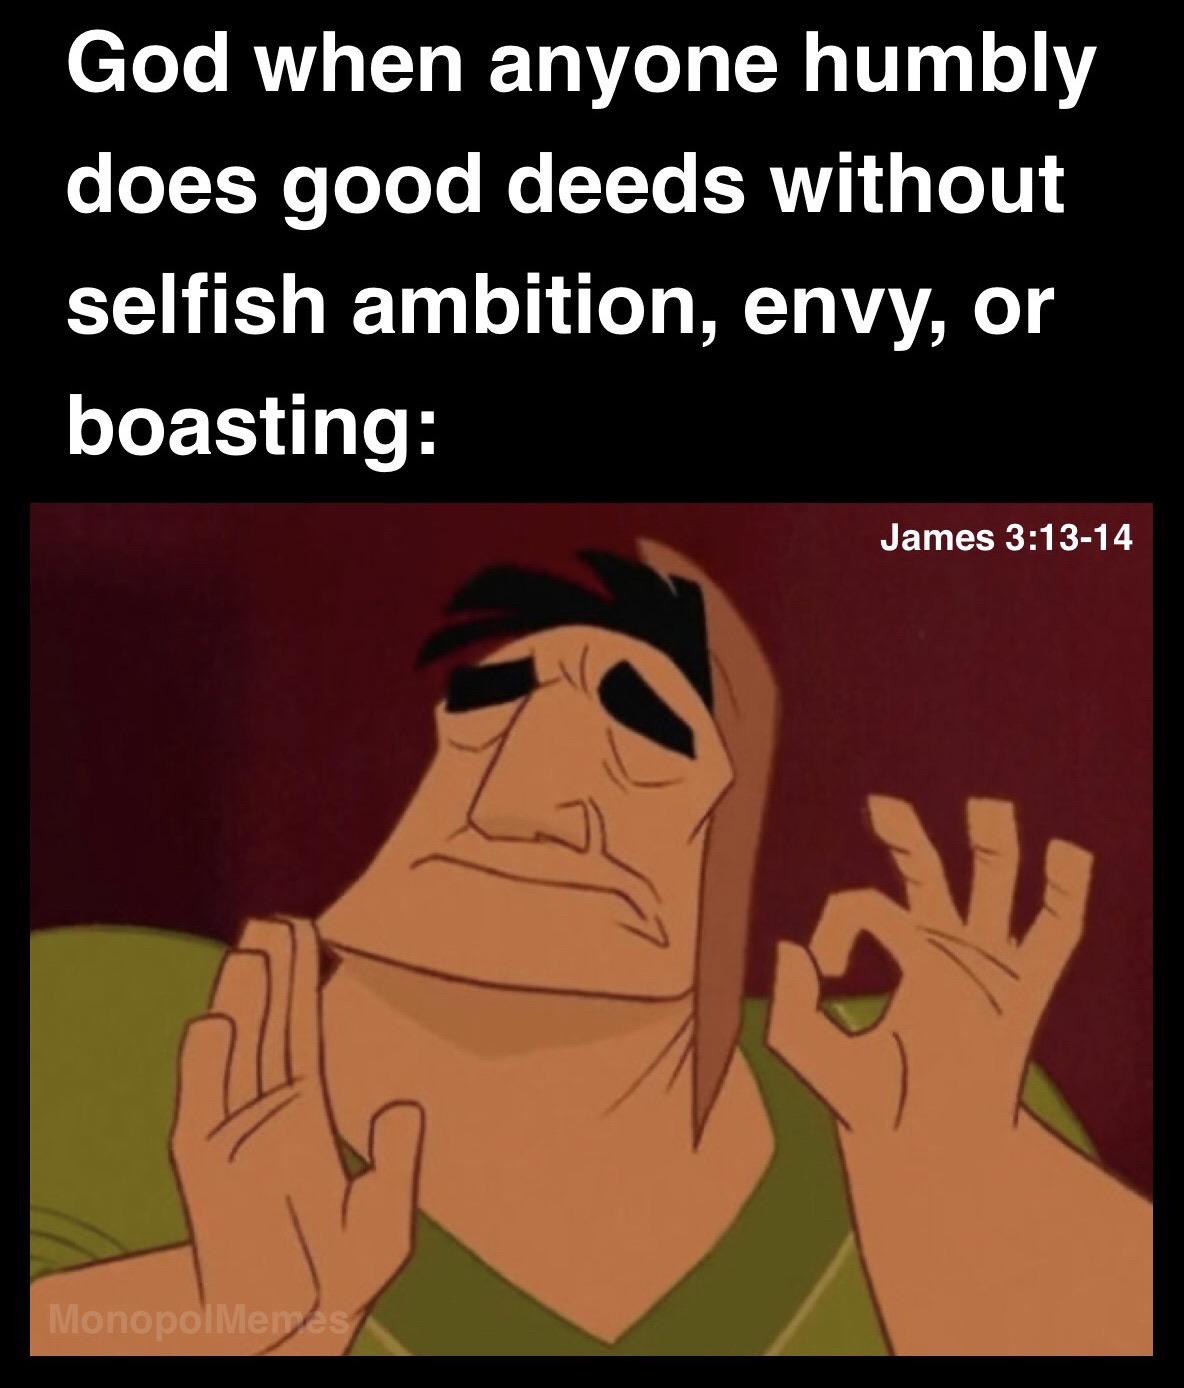 God when anyone humbly
does good deeds without
selfish ambition, envy, or
boasting:
James 3:13-14
MonopolMemes